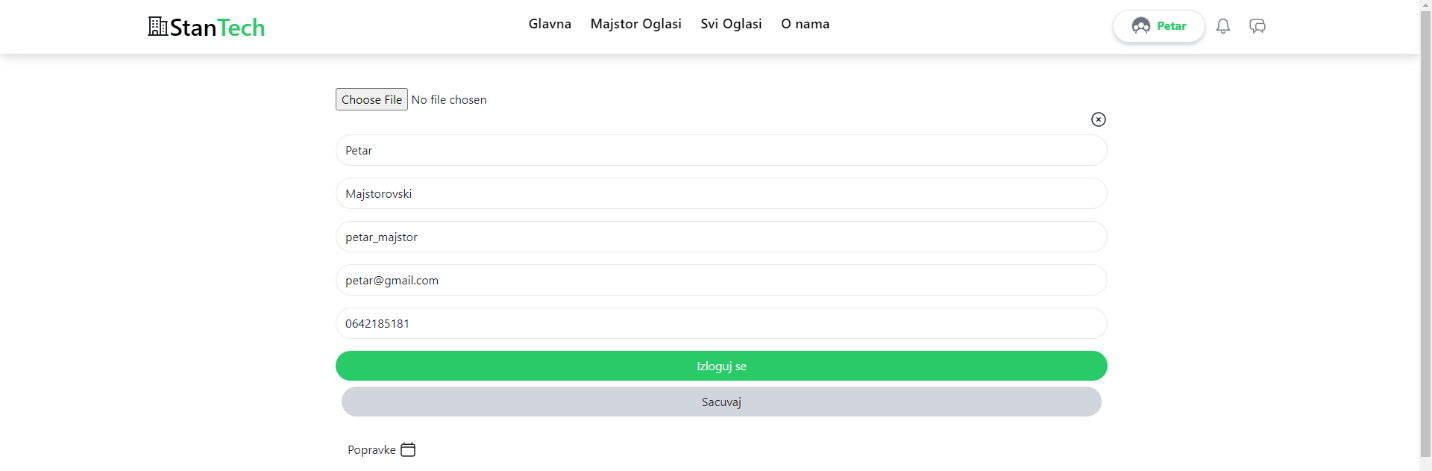 StanTech
Glavna Majstor Oglasi Svi Oglasi O nama
Petar
Choose File No file chosen
Petar
Majstorovski
petar_majstor
petar@gmail.com
0642185181
Izloguj se
Sacuvaj
Popravke